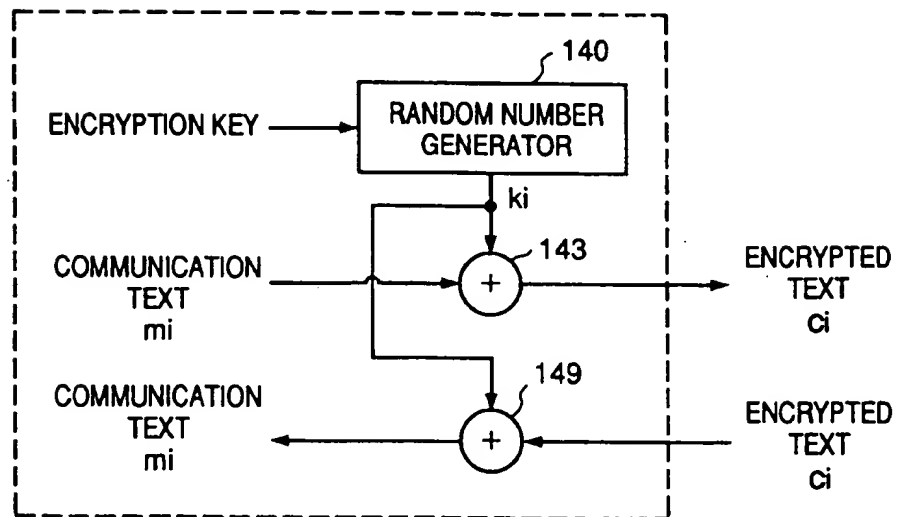 140
ENCRYPTION KEY
RANDOM NUMBER
GENERATOR
ki
143
COMMUNICATION
TEXT
mi
+
ENCRYPTED
TEXT
ci
149
COMMUNICATION
TEXT
mi
+
ENCRYPTED
TEXT
ci